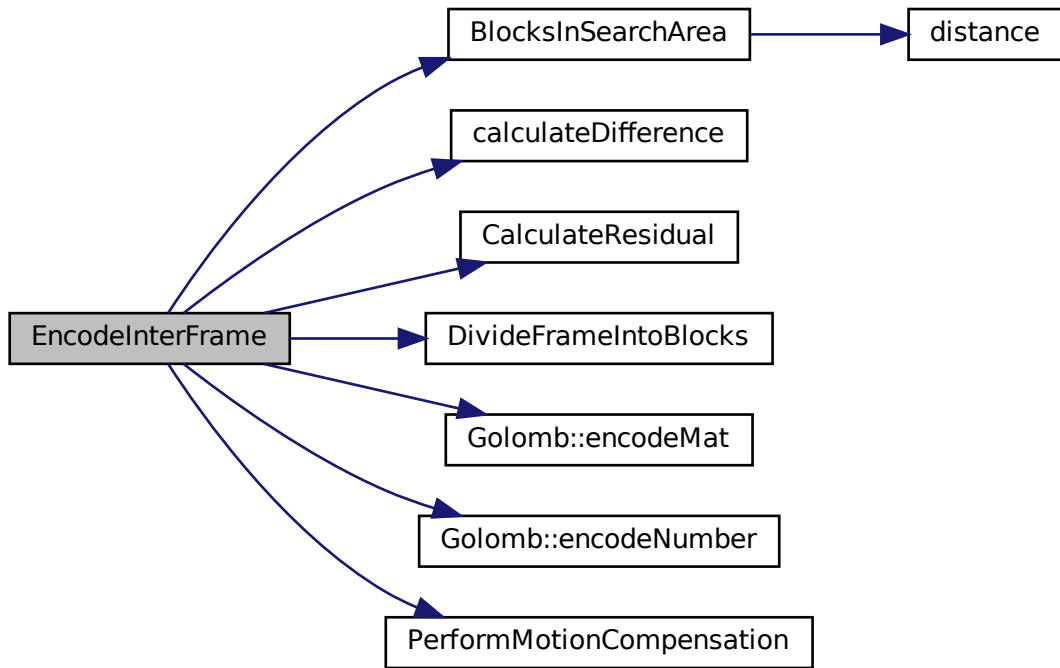 BlocksInSearchArea
distance
calculateDifference
CalculateResidual
EncodeInterFrame
DivideFrameIntoBlocks
Golomb::encodeMat
Golomb::encodeNumber
PerformMotionCompensation